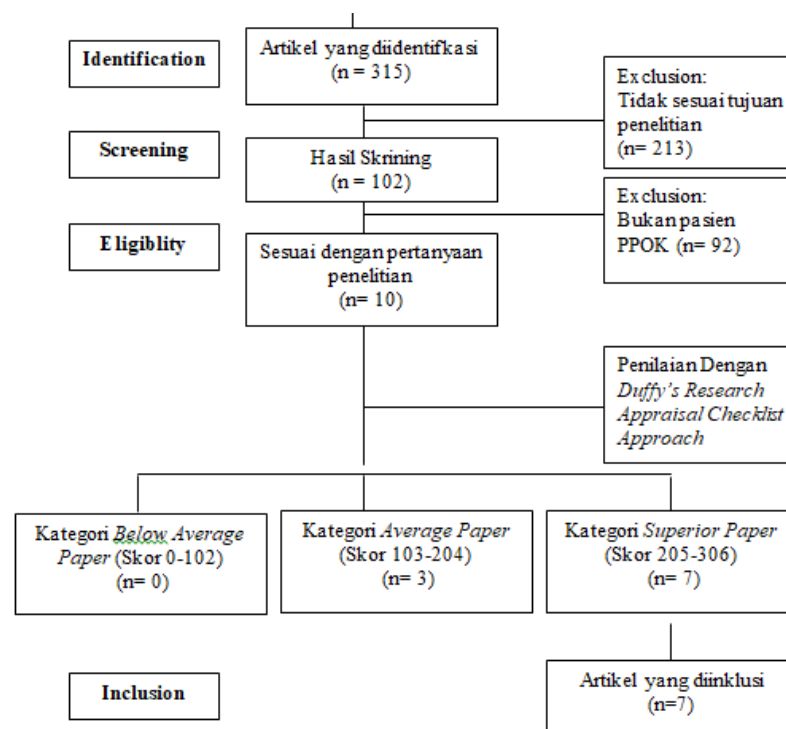 Identification
Artikel yang diidentifkasi
(n = 315)
Exclusion:
Tidak sesuai tujuan
penelitian
(n= 213)
Screening
Hasil Skrining
(n = 102)
Exclusion:
Bukan pasien
PPOK (n= 92)
Eligiblity
Sesuai dengan pertanyaan
penelitian
(n= 10)
Penilaian Dengan
Duffy's Research
Appraisal Checklist
Approach
Kategori Below Average
Paper (Skor 0-102)
(n= 0)
Kategori Average Paper
(Skor 103-204)
(n= 3)
Kategori Superior Paper
(Skor 205-306)
(n= 7)
Inclusion
Artikel yang diinklusi
(n=7)